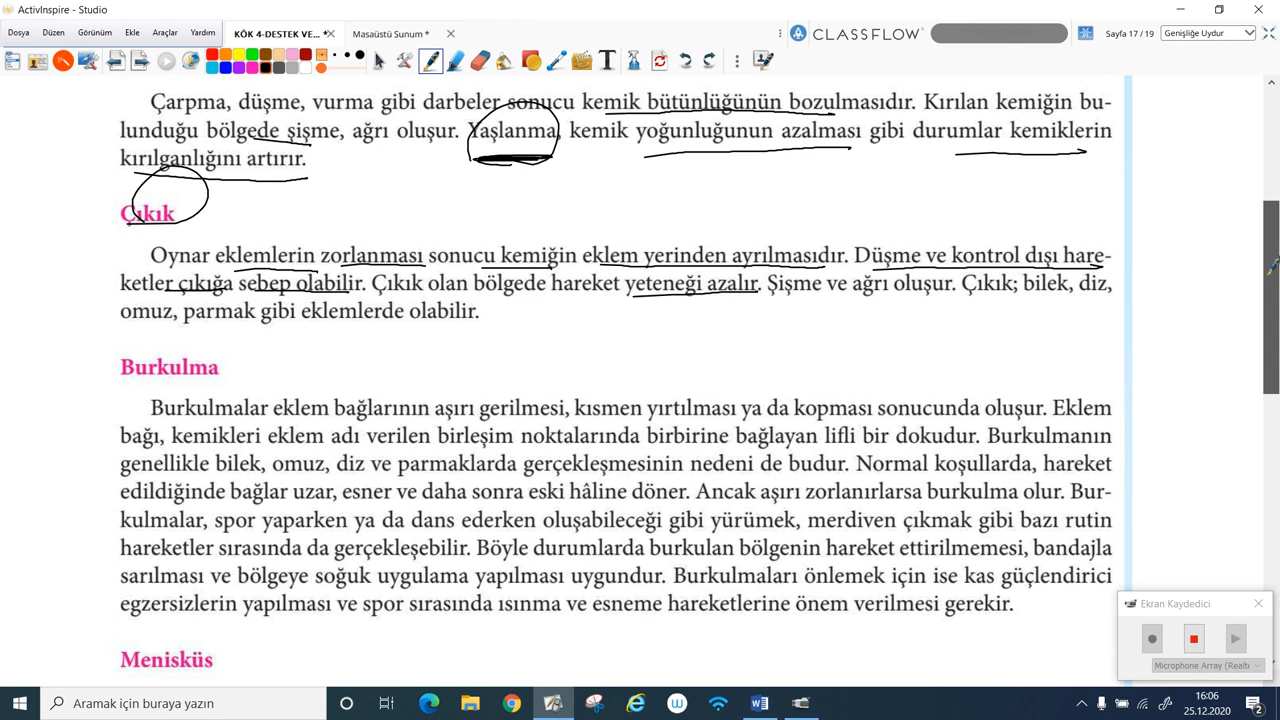 ActivInspire - Studio
Dosya Düzen Görünüm Ekle Araçlar Yardım
KÖK 4-DESTEK VE... *
Masaüstü Sunum *
CLASSFLOW
Sayfa 17 / 19
Genişliğe Uydur
Çarpma, düşme, vurma gibi darbeler sonucu kemik bütünlüğünün bozulmasıdır. Kırılan kemiğin bu-
lunduğu bölgede şişme, ağrı oluşur. Yaşlanma, kemik yoğunluğunun azalması gibi durumlar kemiklerin
kırılganlığını artırır.
Çıkık
Oynar eklemlerin zorlanması sonucu kemiğin eklem yerinden ayrılmasıdır. Düşme ve kontrol dışı hare-
ketler çıkığa sebep olabilir. Çıkık olan bölgede hareket yeteneği azalır. Şişme ve ağrı oluşur. Çıkık; bilek, diz,
omuz, parmak gibi eklemlerde olabilir.
Burkulma
Burkulmalar eklem bağlarının aşırı gerilmesi, kısmen yırtılması ya da kopması sonucunda oluşur. Eklem
bağı, kemikleri eklem adı verilen birleşim noktalarında birbirine bağlayan lifli bir dokudur. Burkulmanın
genellikle bilek, omuz, diz ve parmaklarda gerçekleşmesinin nedeni de budur. Normal koşullarda, hareket
edildiğinde bağlar uzar, esner ve daha sonra eski hâline döner. Ancak aşırı zorlanırlarsa burkulma olur. Bur-
kulmalar, spor yaparken ya da dans ederken oluşabileceği gibi yürümek, merdiven çıkmak gibi bazı rutin
hareketler sırasında da gerçekleşebilir. Böyle durumlarda burkulan bölgenin hareket ettirilmemesi, bandajla
sarılması ve bölgeye soğuk uygulama yapılması uygundur. Burkulmaları önlemek için ise kas güçlendirici
egzersizlerin yapılması ve spor sırasında ısınma ve esneme hareketlerine önem verilmesi gerekir.
Menisküs
Ekran Kaydedici
Microphone Array (Realt
Aramak için buraya yazın
16:06
25.12.2020
2